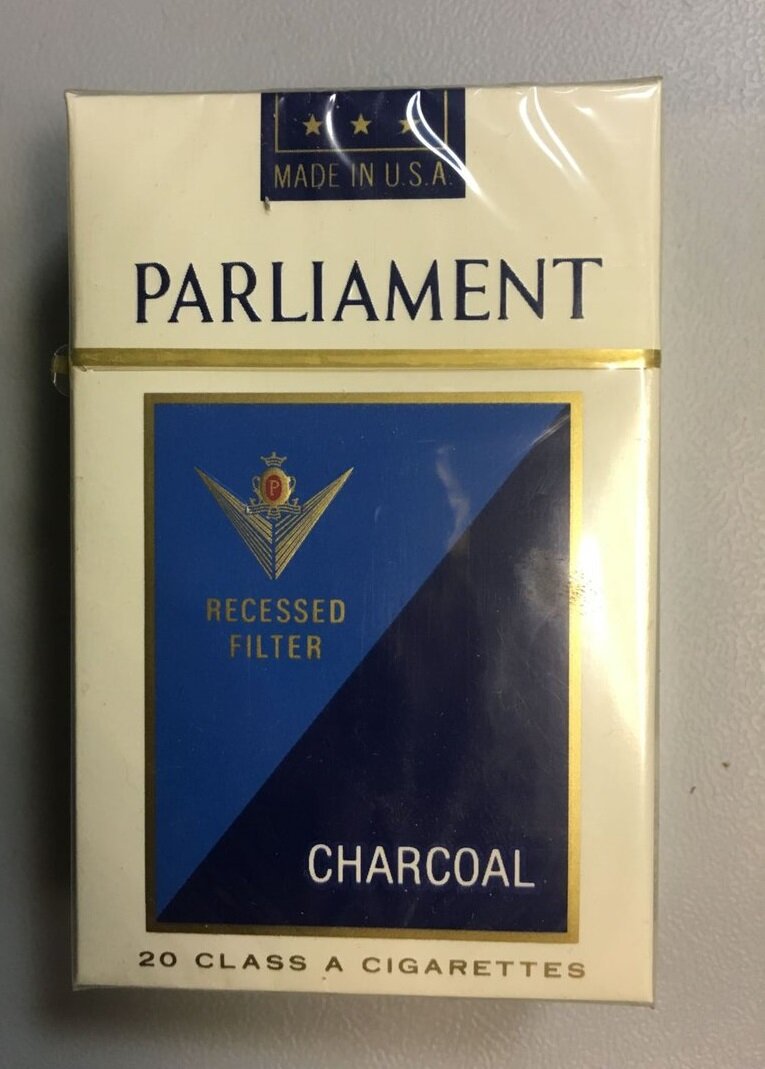 MADE IN U.S.A.
PARLIAMENT
P
RECESSED
FILTER
CHARCOAL
20 CLASS A CIGARETTES